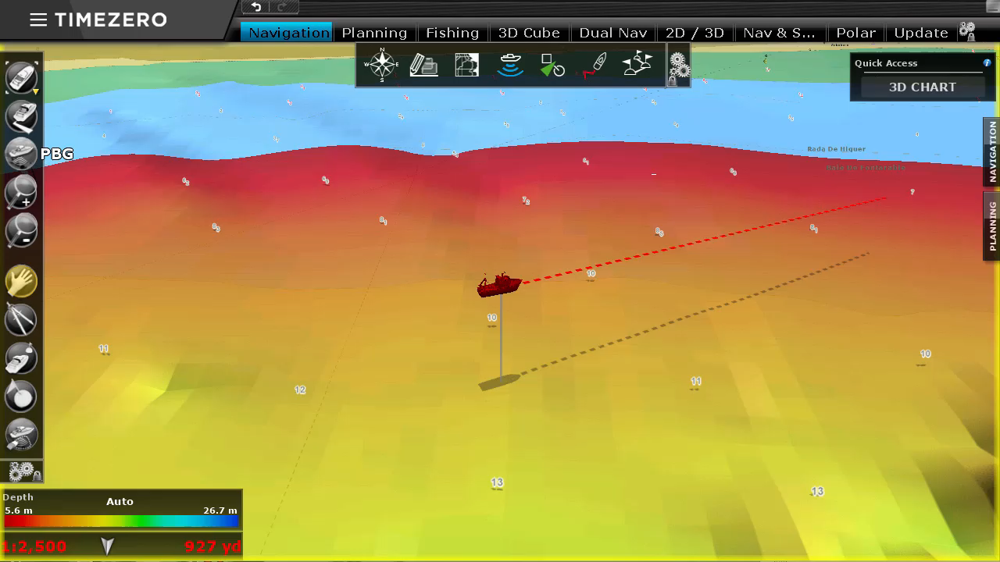 TIMEZERO
Navigation Planning Fishing 3D Cube Dual Nav 2D / 3D Nav & S... Polar Update
N
W E
S
Quick Access
3D CHART
NAVIGATION
PLANNING
PBG
Rada De Higuer
7
10
10
11
10
12
11
13
13
Depth
Auto
5.6 m 26.7 m
1:2,500 927 yd